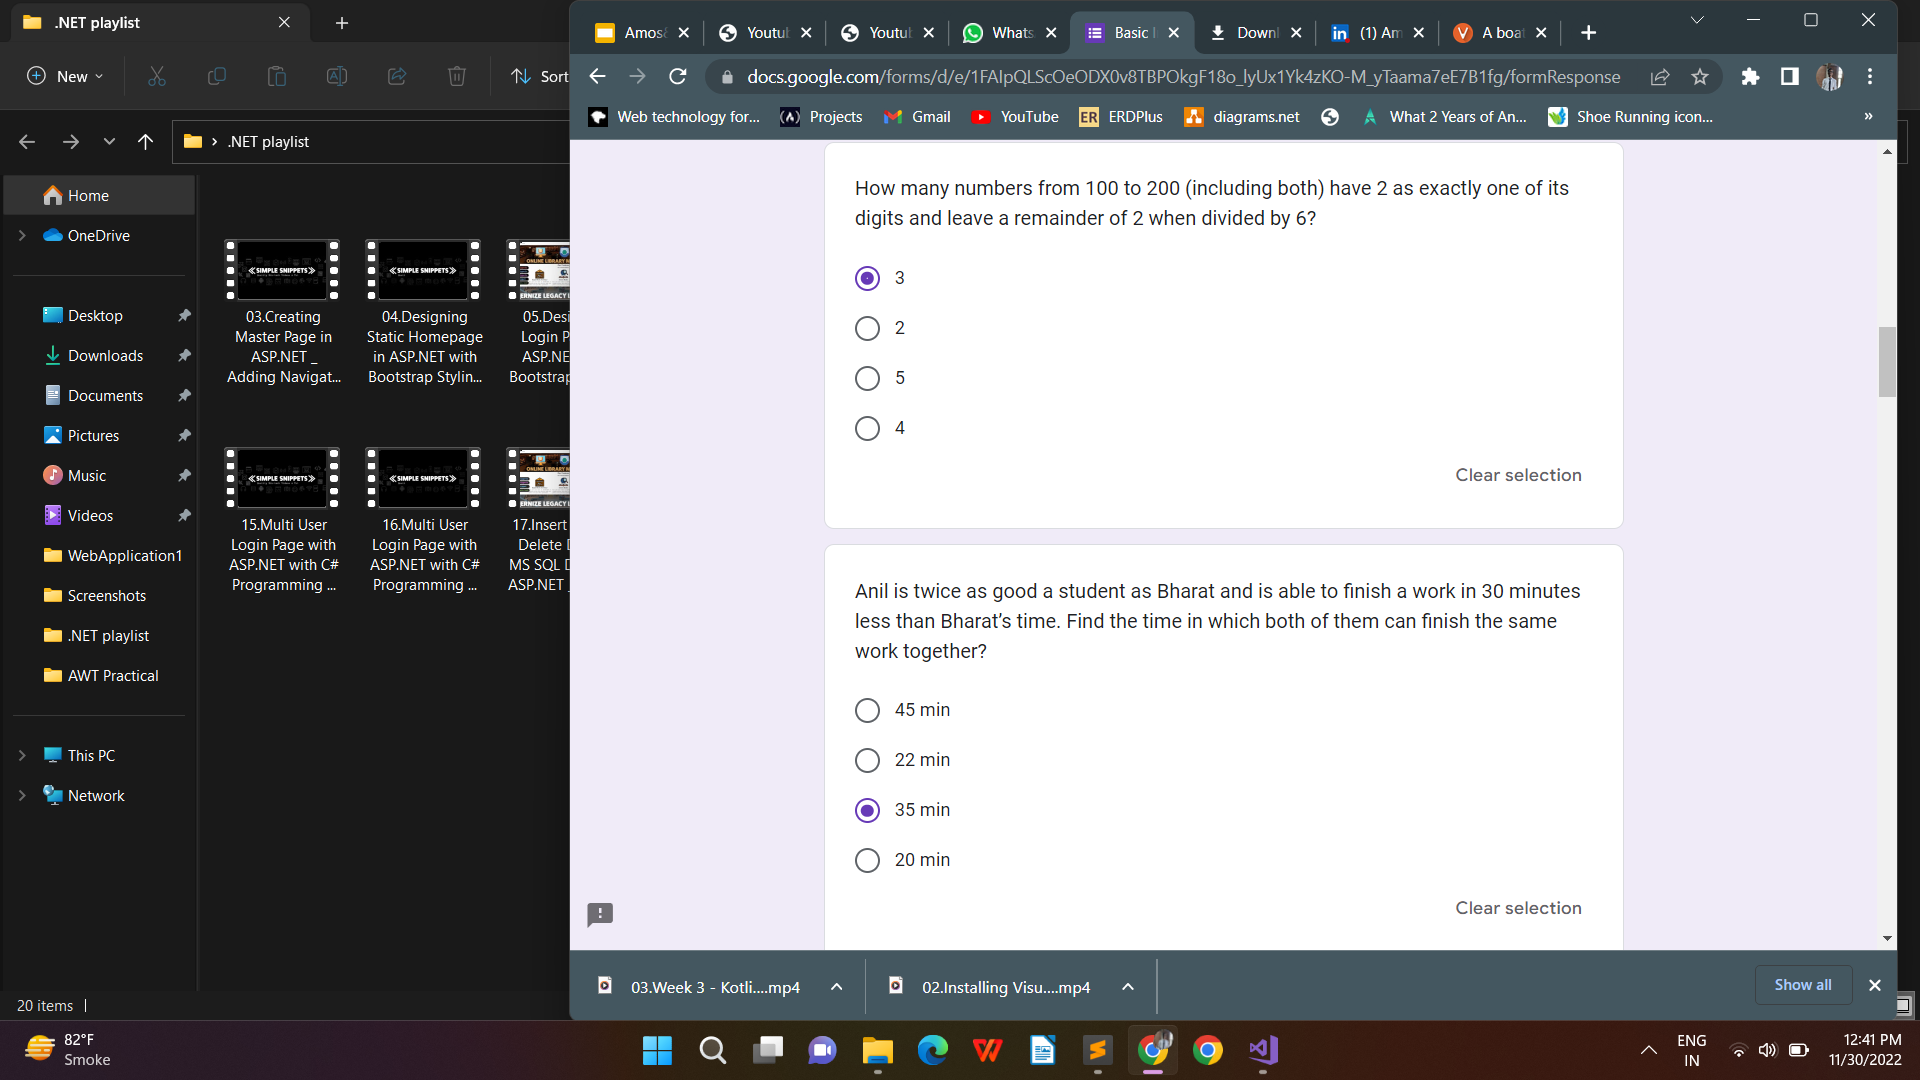 .NET playlist
New
Sort
.NET playlist
Home
OneDrive
Desktop
Downloads
Documents
Pictures
Music
Videos
WebApplication1
Screenshots
.NET playlist
AWT Practical
This PC
Network
≪SIMPLE SNIPPETS≫
03.Creating
Master Page in
ASP.NET _
Adding Navigat...
≪SIMPLE SNIPPETS≫
04.Designing
Static Homepage
in ASP.NET with
Bootstrap Stylin...
05.Desi
Login P
ASP.NE
Bootstrap
≪SIMPLE SNIPPETS≫
15.Multi User
Login Page with
ASP.NET with C#
Programming ...
≪SIMPLE SNIPPETS≫
16.Multi User
Login Page with
ASP.NET with C#
Programming ...
17.Insert
Delete
MS SQL
ASP.NET
20 items
Amos
Youtu
Youtu
Whats
Basic
Downl
(1) Am
A boat
docs.google.com/forms/d/e/1FAIpQLScOeODX0v8TBPOkgF18o_lyUx1Yk4zKO-M_yTaama7eE7B1fg/formResponse
Web technology for...
Projects
Gmail
YouTube
ER ERDPlus
diagrams.net
What 2 Years of An...
Shoe Running icon...
»
How many numbers from 100 to 200 (including both) have 2 as exactly one of its
digits and leave a remainder of 2 when divided by 6?
3
2
5
4
Clear selection
Anil is twice as good a student as Bharat and is able to finish a work in 30 minutes
less than Bharat’s time. Find the time in which both of them can finish the same
work together?
45 min
22 min
35 min
20 min
Clear selection
03.Week 3 - Kotli....mp4
02.Installing Visu....mp4
Show all
82°F
Smoke
ENG
IN
12:41 PM
11/30/2022